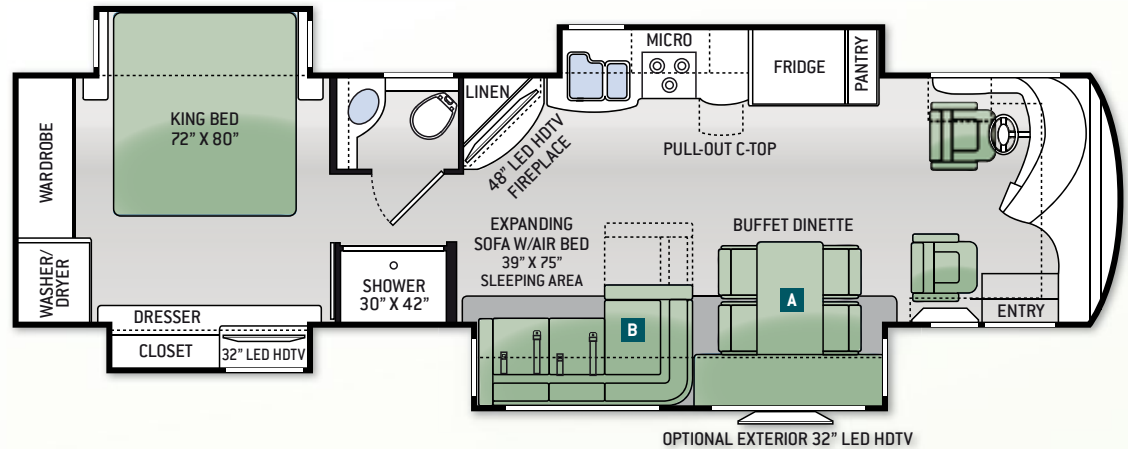 KING BED
72” X 80”
WARDROBE
WASHER/
DRYER
DRESSER
CLOSET
32” LED HDTV
LINEN
48” LED HDTV
FIREPLACE
SHOWER
30” X 42”
MICRO
FRIDGE
PANTRY
PULL-OUT C-TOP
EXPANDING
SOFA W/AIR BED
39” X 75”
SLEEPING AREA
B
BUFFET DINETTE
A
ENTRY
OPTIONAL EXTERIOR 32” LED HDTV